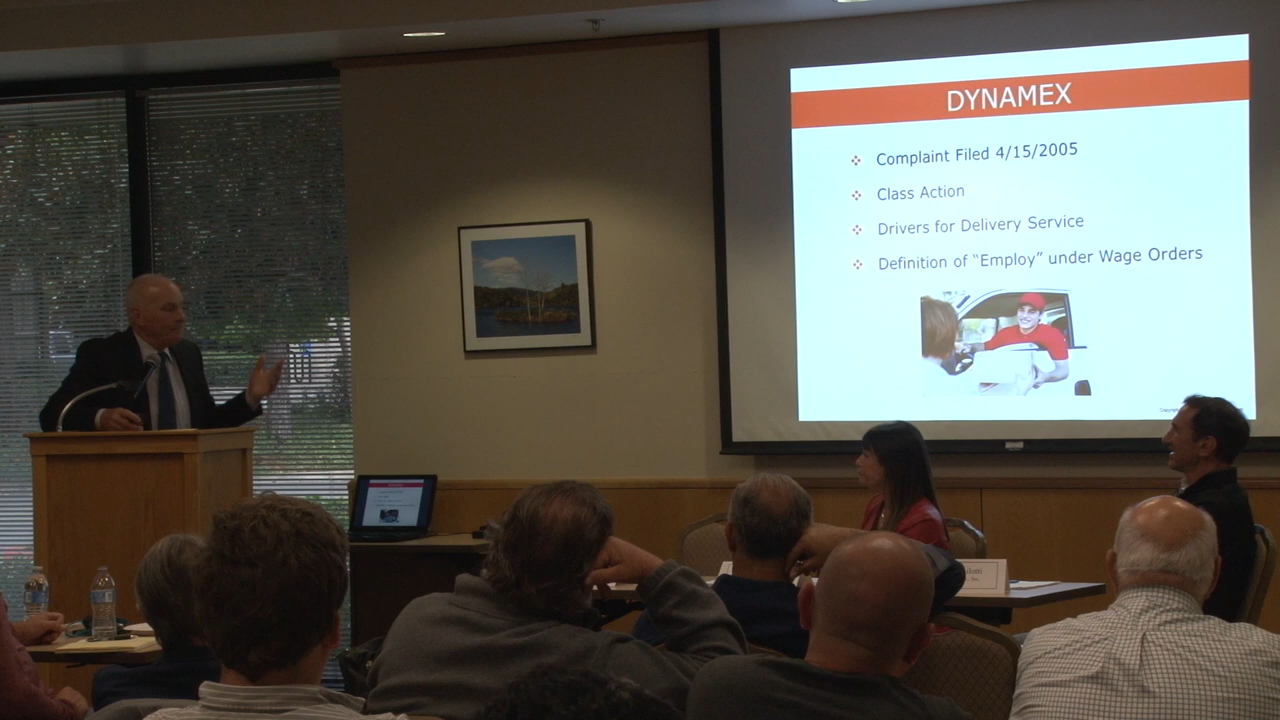 DYNAMEX
Complaint Filed 4/15/2005
Class Action
Drivers for Delivery Service
Definition of “Employ” under Wage Orders